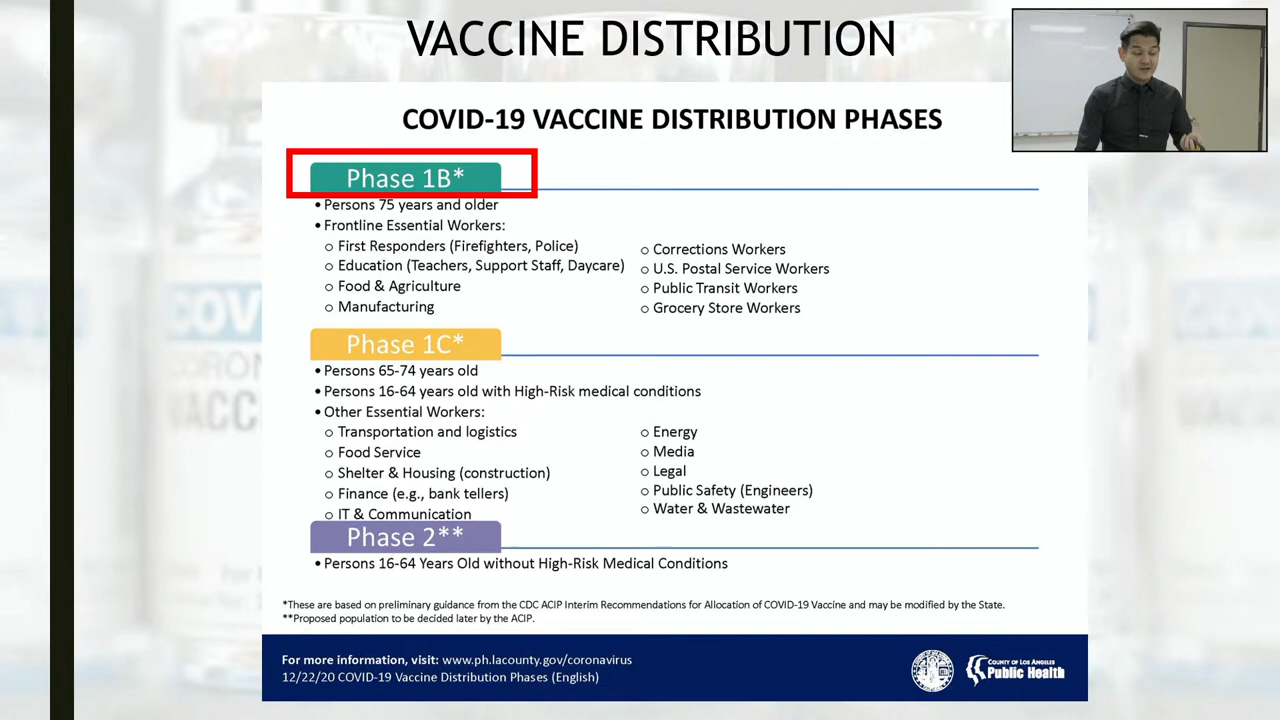 VACCINE DISTRIBUTION
COVID-19 VACCINE DISTRIBUTION PHASES
Phase 1B*
• Persons 75 years and older
• Frontline Essential Workers:
o First Responders (Firefighters, Police)
o Education (Teachers, Support Staff, Daycare)
o Food & Agriculture
o Manufacturing
o Corrections Workers
o U.S. Postal Service Workers
o Public Transit Workers
o Grocery Store Workers
Phase 1C*
• Persons 65-74 years old
• Persons 16-64 years old with High-Risk medical conditions
• Other Essential Workers:
o Transportation and logistics
o Food Service
o Shelter & Housing (construction)
o Finance (e.g., bank tellers)
o IT & Communication
o Energy
o Media
o Legal
o Public Safety (Engineers)
o Water & Wastewater
Phase 2**
• Persons 16-64 Years Old without High-Risk Medical Conditions
*These are based on preliminary guidance from the CDC ACIP Interim Recommendations for Allocation of COVID-19 Vaccine and may be modified by the State.
**Proposed population to be decided later by the ACIP.
For more information, visit: www.ph.lacounty.gov/coronavirus
12/22/20 COVID-19 Vaccine Distribution Phases (English)
COUNTY OF LOS ANGELES
Public Health